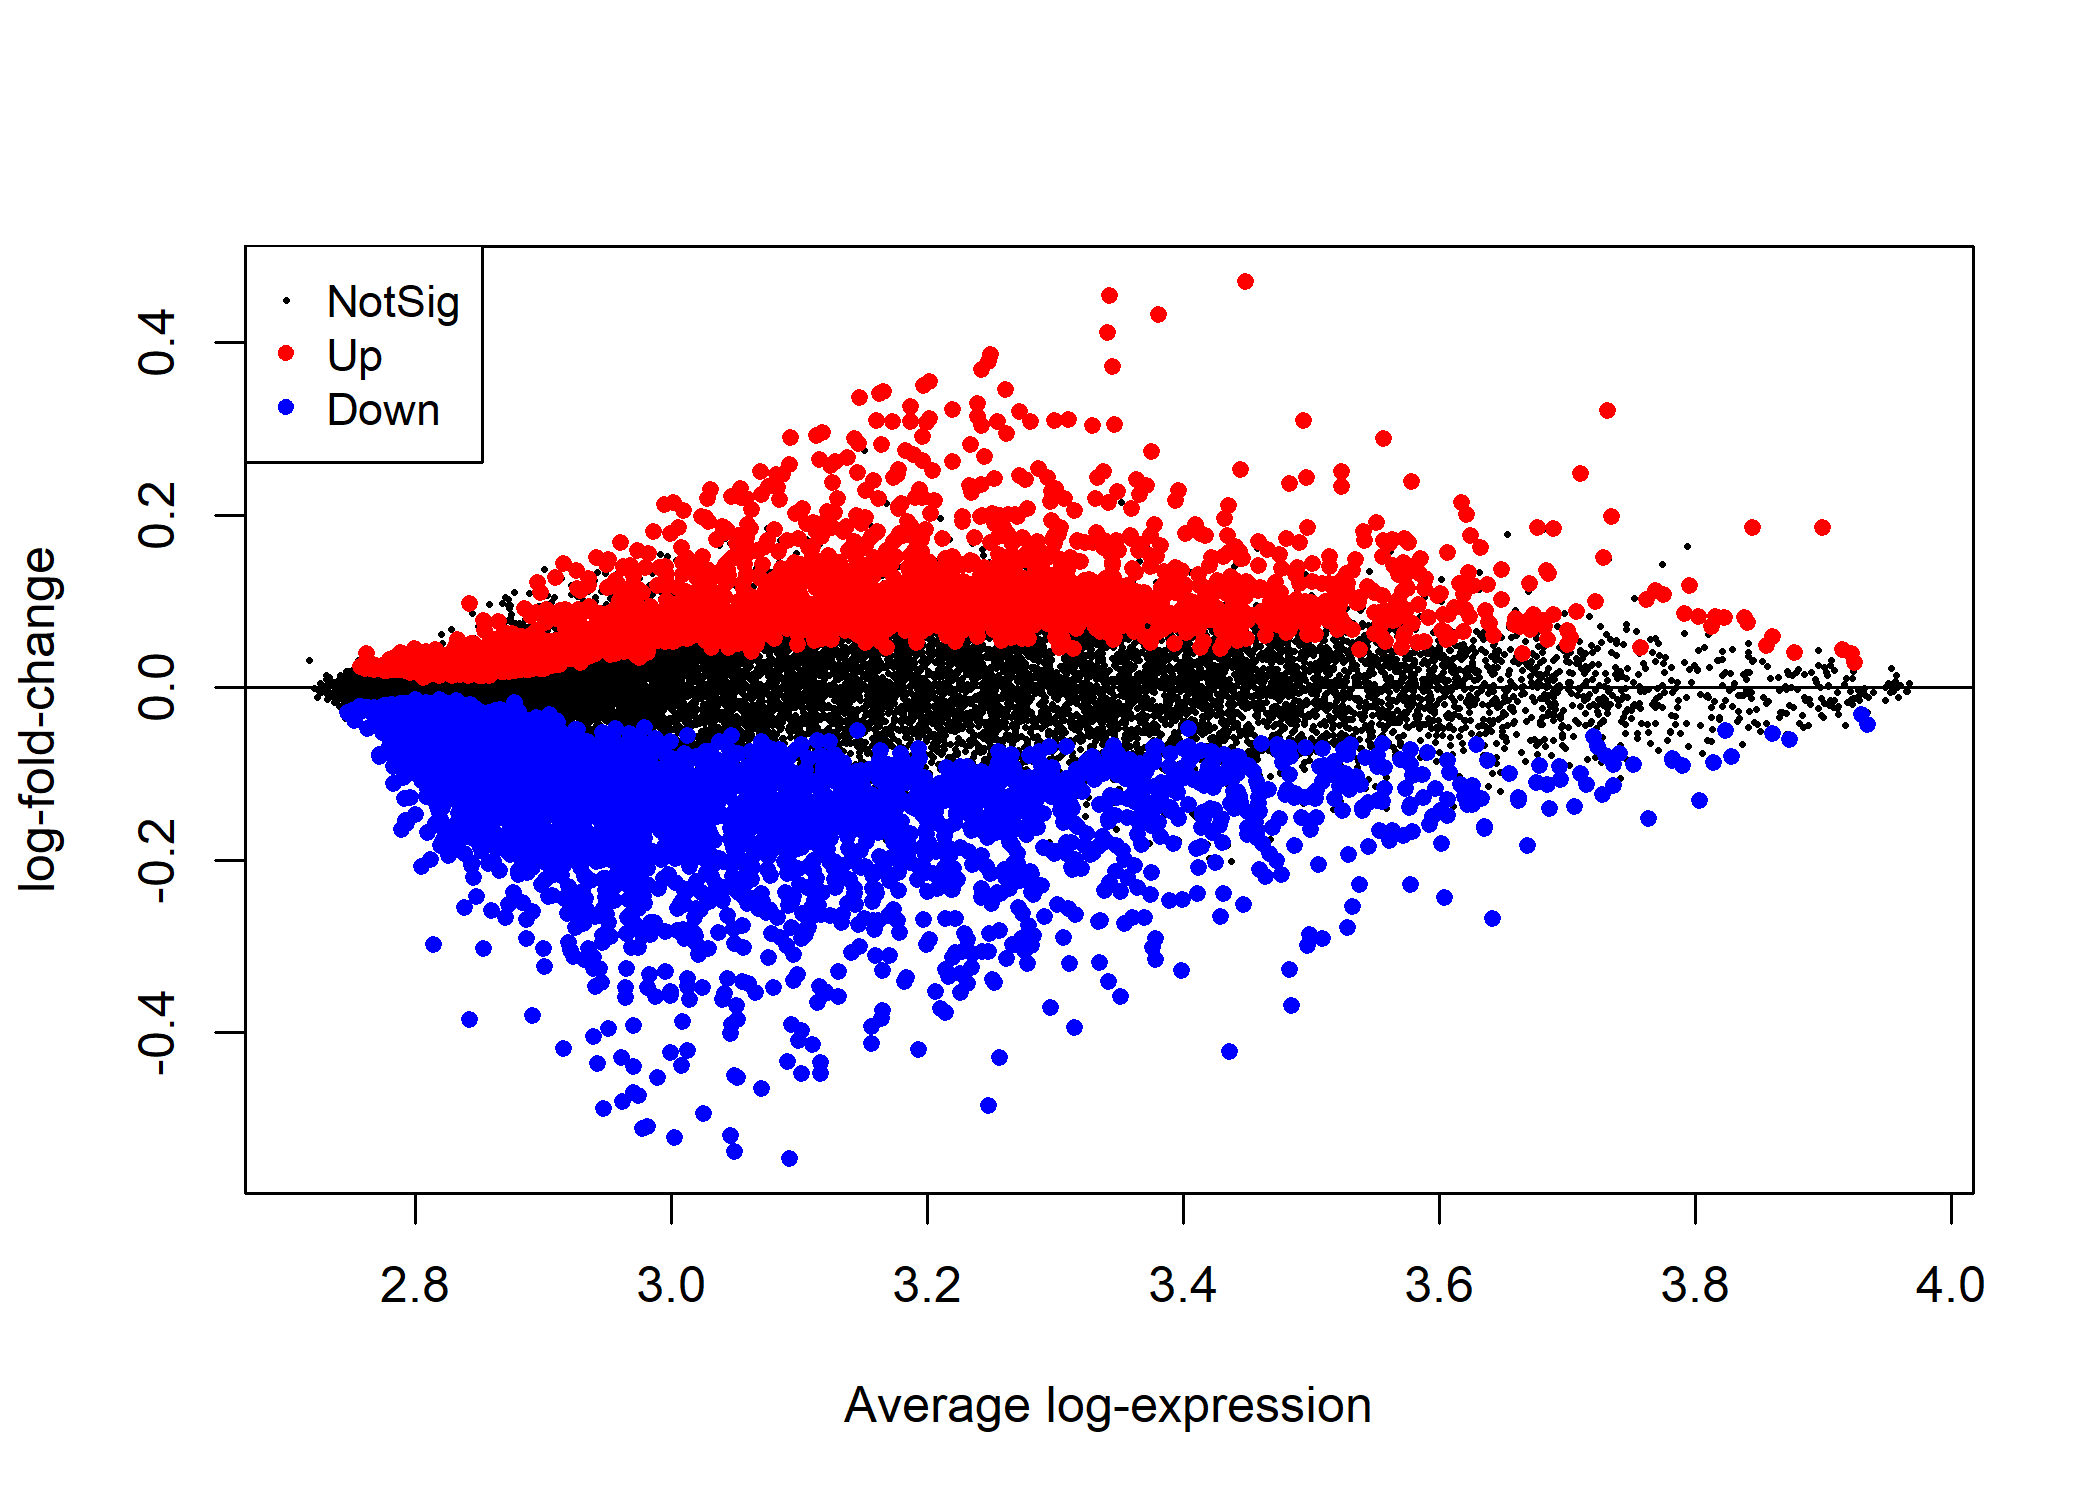 NotSig
Up
Down
0.4
0.2
0.0
-0.2
-0.4
log-fold-change
2.8 3.0 3.2 3.4 3.6 3.8 4.0
Average log-expression